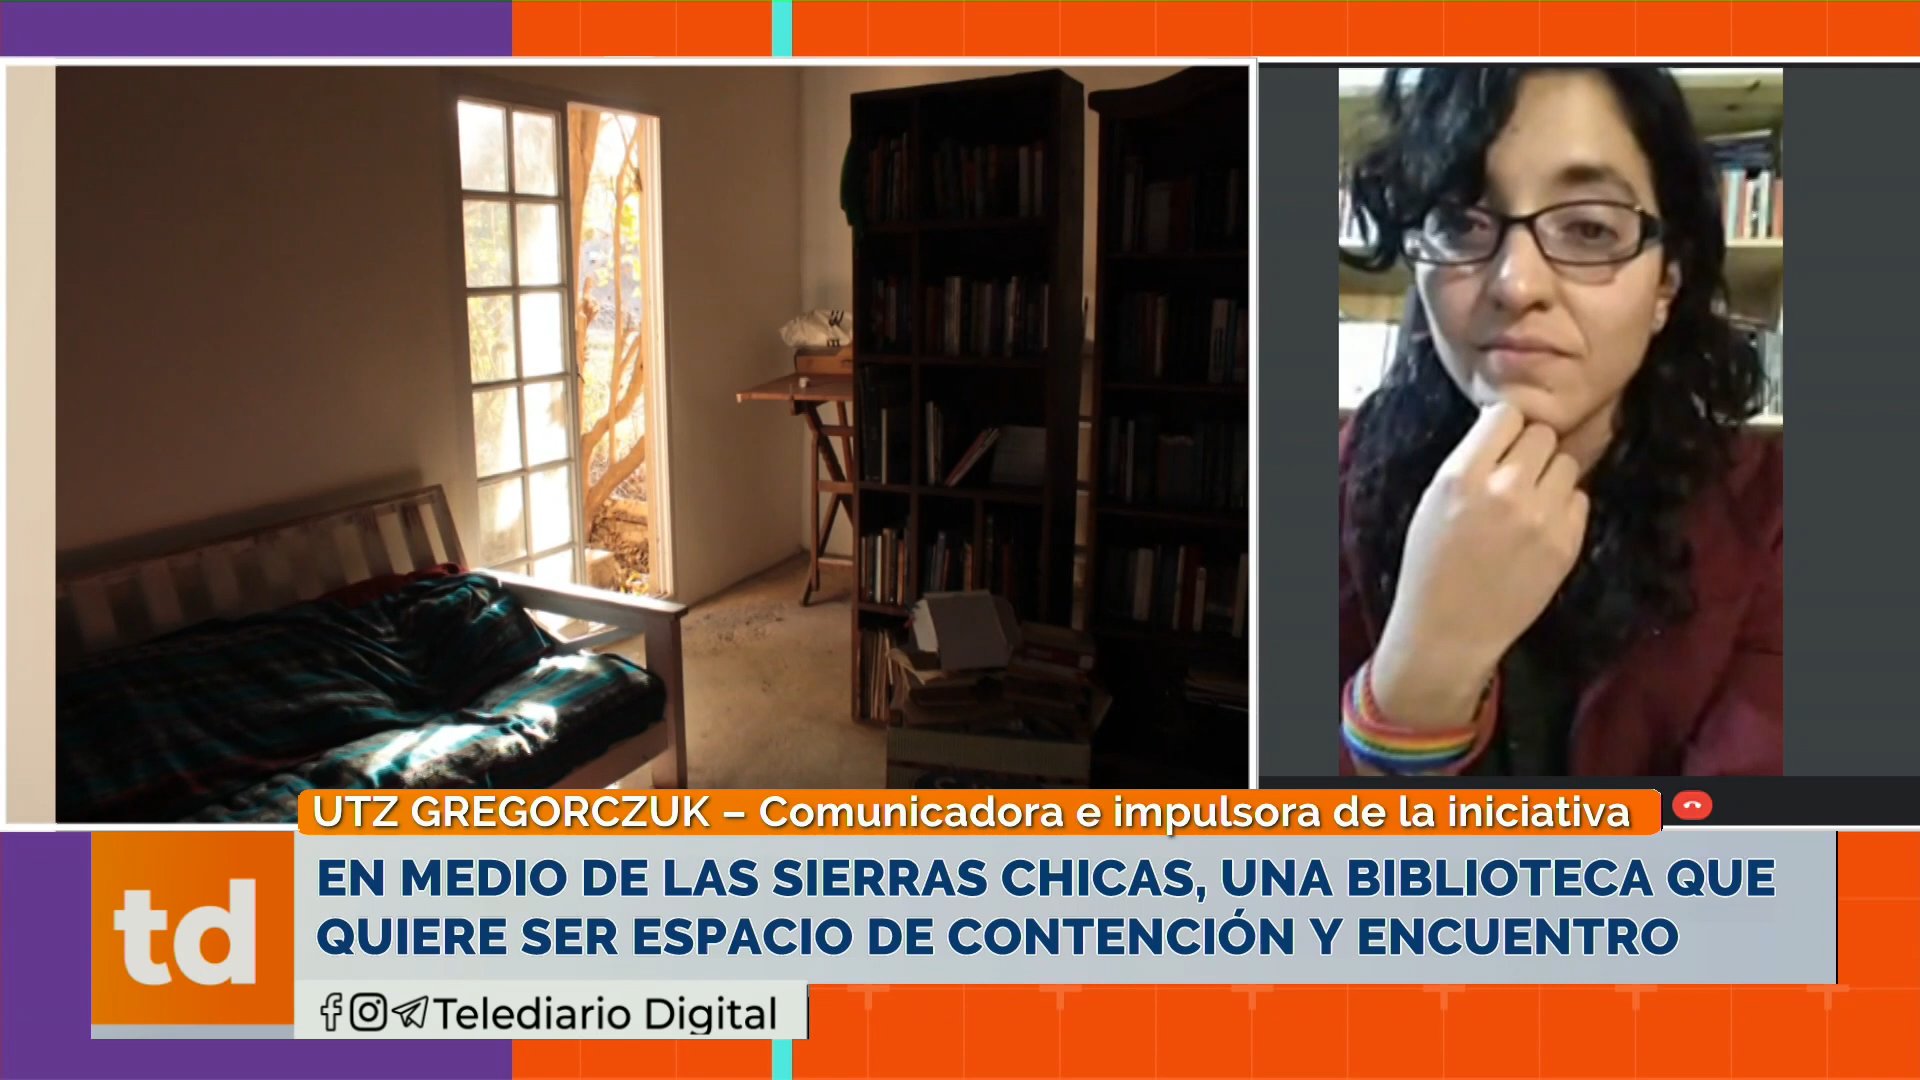 UTZ GREGORCZUK – Comunicadora e impulsora de la iniciativa
EN MEDIO DE LAS SIERRAS CHICAS, UNA BIBLIOTECA QUE
QUIERE SER ESPACIO DE CONTENCIÓN Y ENCUENTRO
td
Telediario Digital